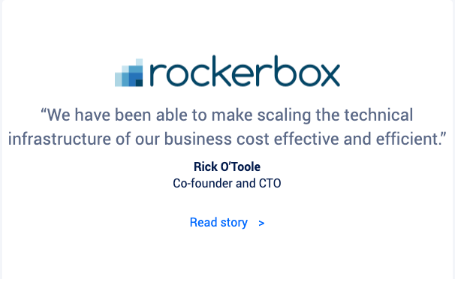 rockerbox
“We have been able to make scaling the technical
infrastructure of our business cost effective and efficient.”
Rick O’Toole
Co-founder and CTO
Read story >